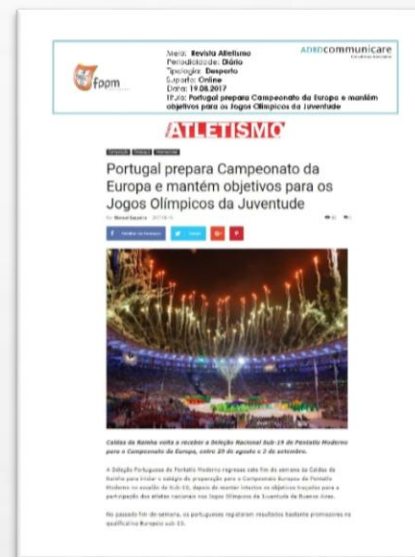 fppm
Meio: Revista Atletismo
Periodicidade: Diário
Tipologia: Desporto
Suporte: Online
Data: 19.08.2017
Título: Portugal prepara Campeonato da Europa e mantém
objetivos para os Jogos Olímpicos da Juventude
ADBDcommunicare
ATLETISMO
Portugal prepara Campeonato da
Europa e mantém objetivos para os
Jogos Olímpicos da Juventude
Caldas da Rainha volta a receber a Seleção Nacional Sub-19 de Pentatlo Moderno
para o Campeonato da Europa, entre 29 de agosto e 3 de setembro.
A Seleção Portuguesa de Pentatlo Moderno regressa este fim de semana às Caldas da
Rainha para iniciar o estágio de preparação para o Campeonato Europeu de Pentatlo
Moderno no escalão de Sub-19, depois de manter intactos os objetivos traçados para a
participação dos atletas nacionais nos Jogos Olímpicos da Juventude de Buenos Aires.
No passado fim-de-semana, os portugueses registaram resultados bastante promissores na
qualificativa Europeia sub-19.